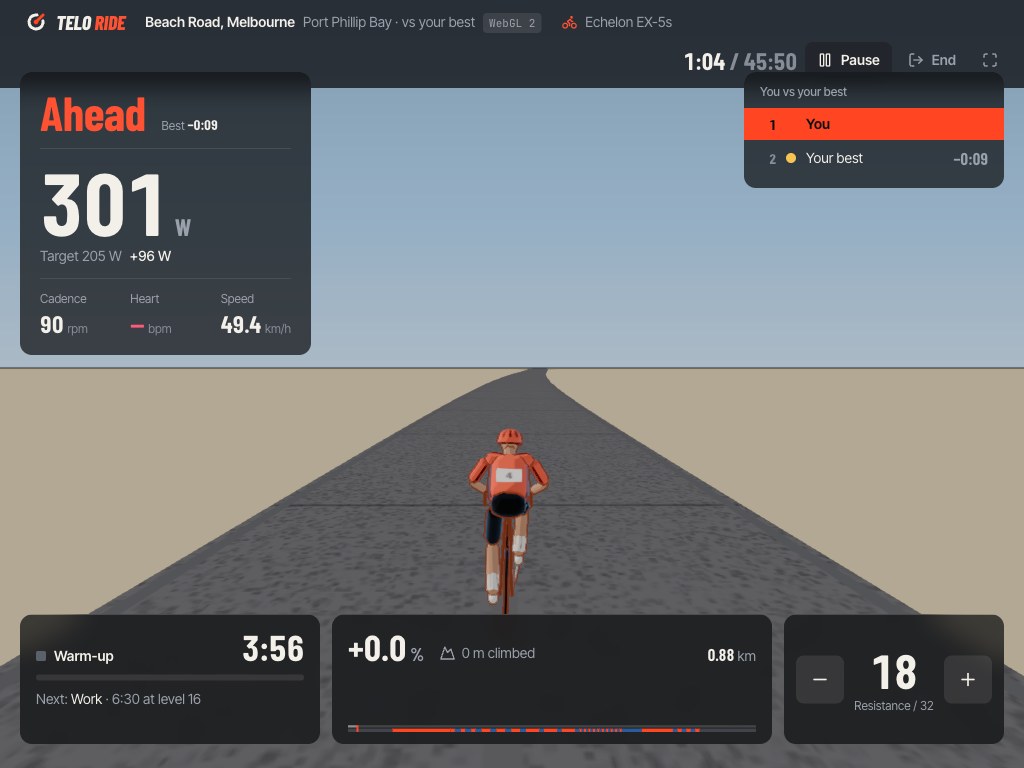 TELO RIDE Beach Road, Melbourne Port Phillip Bay · vs your best WebGL 2 Echelon EX-5s
1:04 / 45:50 Pause End
Ahead Best −0:09
301 W
Target 205 W +96 W
Cadence Heart Speed
90 rpm – bpm 49.4 km/h
You vs your best
1 You
2 Your best −0:09
4
Warm-up 3:56
Next: Work · 6:30 at level 16
+0.0 % 0 m climbed 0.88 km
− 18 +
Resistance / 32